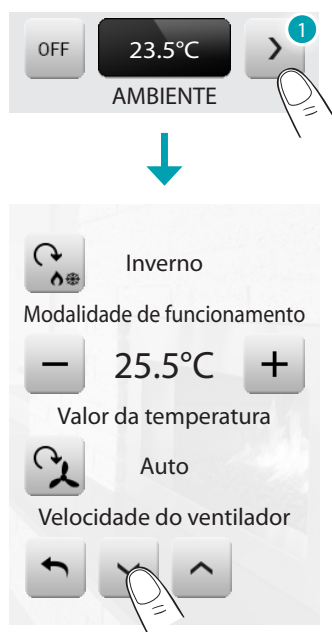 OFF
23.5°C
1
AMBIENTE
Inverno
Modalidade de funcionamento
25.5°C
Valor da temperatura
Auto
Velocidade do ventilador